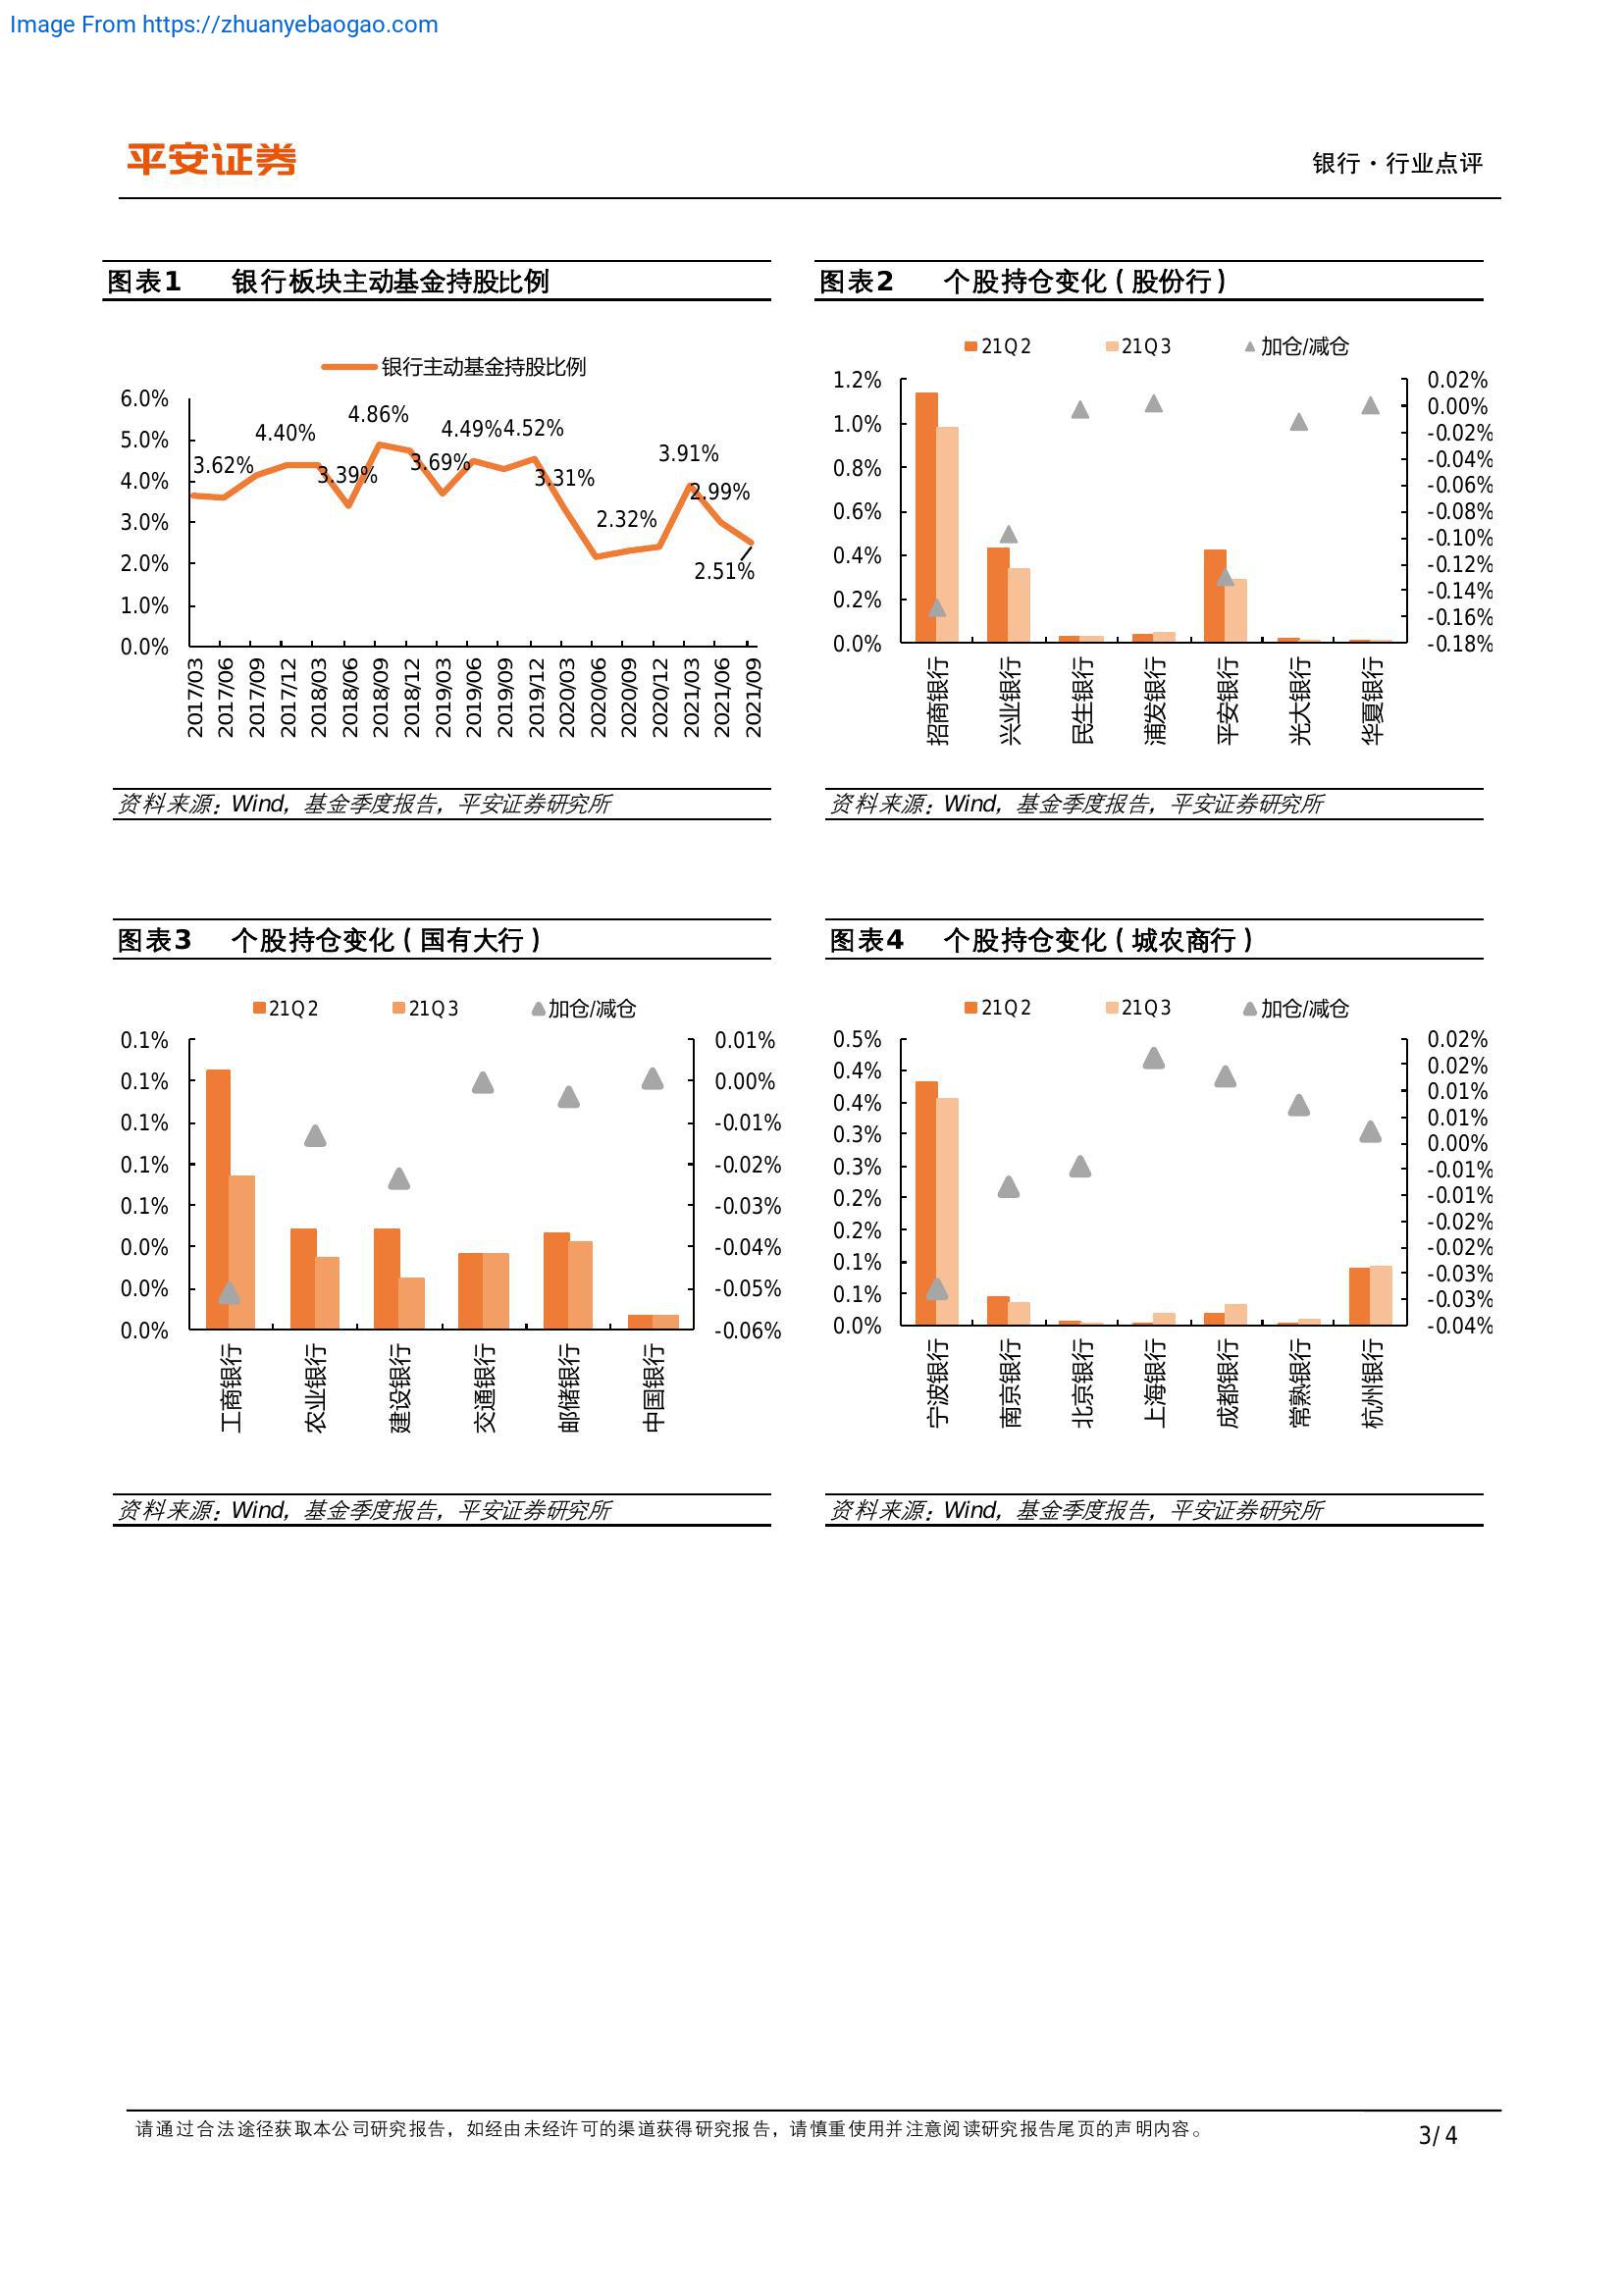 Image From https://zhuanyebaogao.com
平安证券
银行·行业点评
图表1 银行板块主动基金持股比例
银行主动基金持股比例
6.0%
5.0%
4.0%
3.0%
2.0%
1.0%
0.0%
3.62%
4.40%
3.39%
4.86%
3.69%
4.49%
4.52%
3.31%
2.32%
3.91%
2.99%
2.51%
2017/03
2017/06
2017/09
2017/12
2018/03
2018/06
2018/09
2018/12
2019/03
2019/06
2019/09
2019/12
2020/03
2020/06
2020/09
2020/12
2021/03
2021/06
2021/09
资料来源：Wind，基金季度报告，平安证券研究所
图表2 个股持仓变化（股份行）
21Q2 21Q3 加仓/减仓
1.2%
1.0%
0.8%
0.6%
0.4%
0.2%
0.0%
0.02%
0.00%
-0.02%
-0.04%
-0.06%
-0.08%
-0.10%
-0.12%
-0.14%
-0.16%
-0.18%
招商银行
兴业银行
民生银行
浦发银行
平安银行
光大银行
华夏银行
资料来源：Wind，基金季度报告，平安证券研究所
图表3 个股持仓变化（国有大行）
21Q2 21Q3 加仓/减仓
0.1%
0.1%
0.1%
0.1%
0.1%
0.0%
0.0%
0.0%
0.01%
0.00%
-0.01%
-0.02%
-0.03%
-0.04%
-0.05%
-0.06%
工商银行
农业银行
建设银行
交通银行
邮储银行
中国银行
资料来源：Wind，基金季度报告，平安证券研究所
图表4 个股持仓变化（城农商行）
21Q2 21Q3 加仓/减仓
0.5%
0.4%
0.4%
0.3%
0.3%
0.2%
0.2%
0.1%
0.1%
0.0%
0.02%
0.02%
0.01%
0.01%
0.00%
-0.01%
-0.01%
-0.02%
-0.02%
-0.03%
-0.03%
-0.04%
宁波银行
南京银行
北京银行
上海银行
成都银行
常熟银行
杭州银行
资料来源：Wind，基金季度报告，平安证券研究所
请通过合法途径获取本公司研究报告，如经由未经许可的渠道获得研究报告，请慎重使用并注意阅读研究报告尾页的声明内容。
3/4